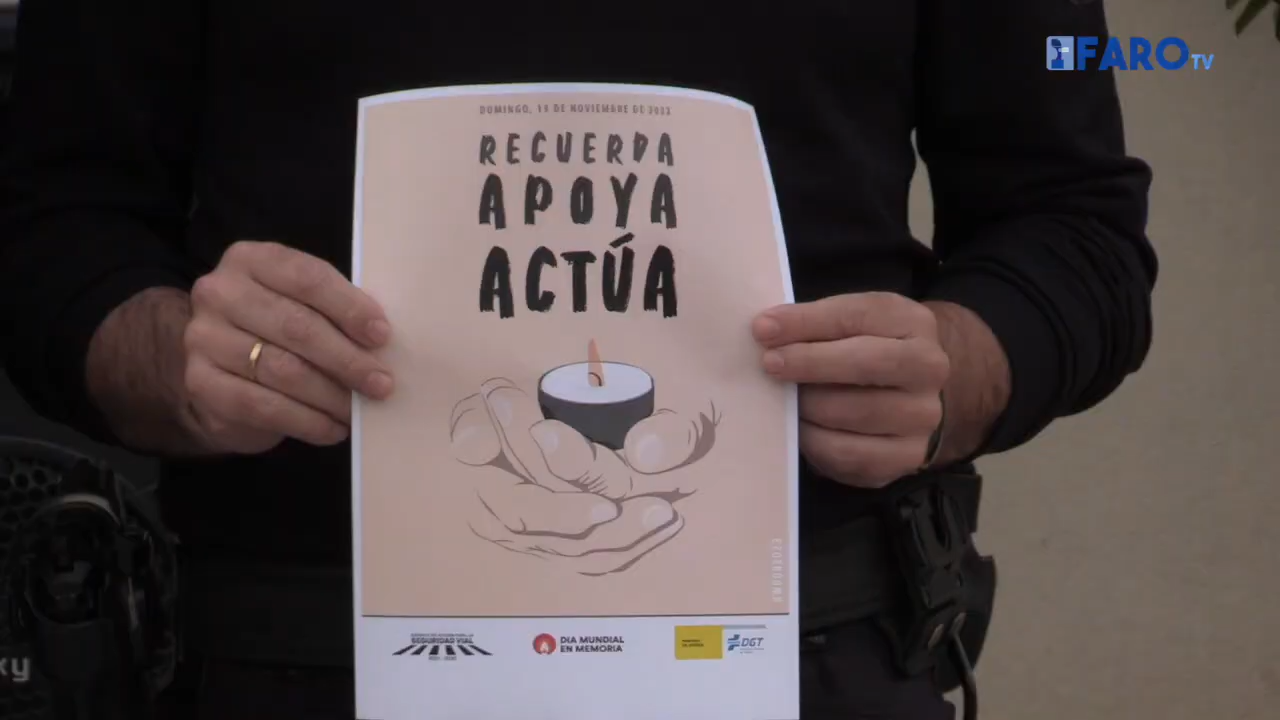 FARO TV
DOMINGO, 19 DE NOVIEMBRE DE 2023
RECUERDA
APOYA
ACTÚA
SEGURIDAD VIAL
DIA MUNDIAL
EN MEMORIA
DGT